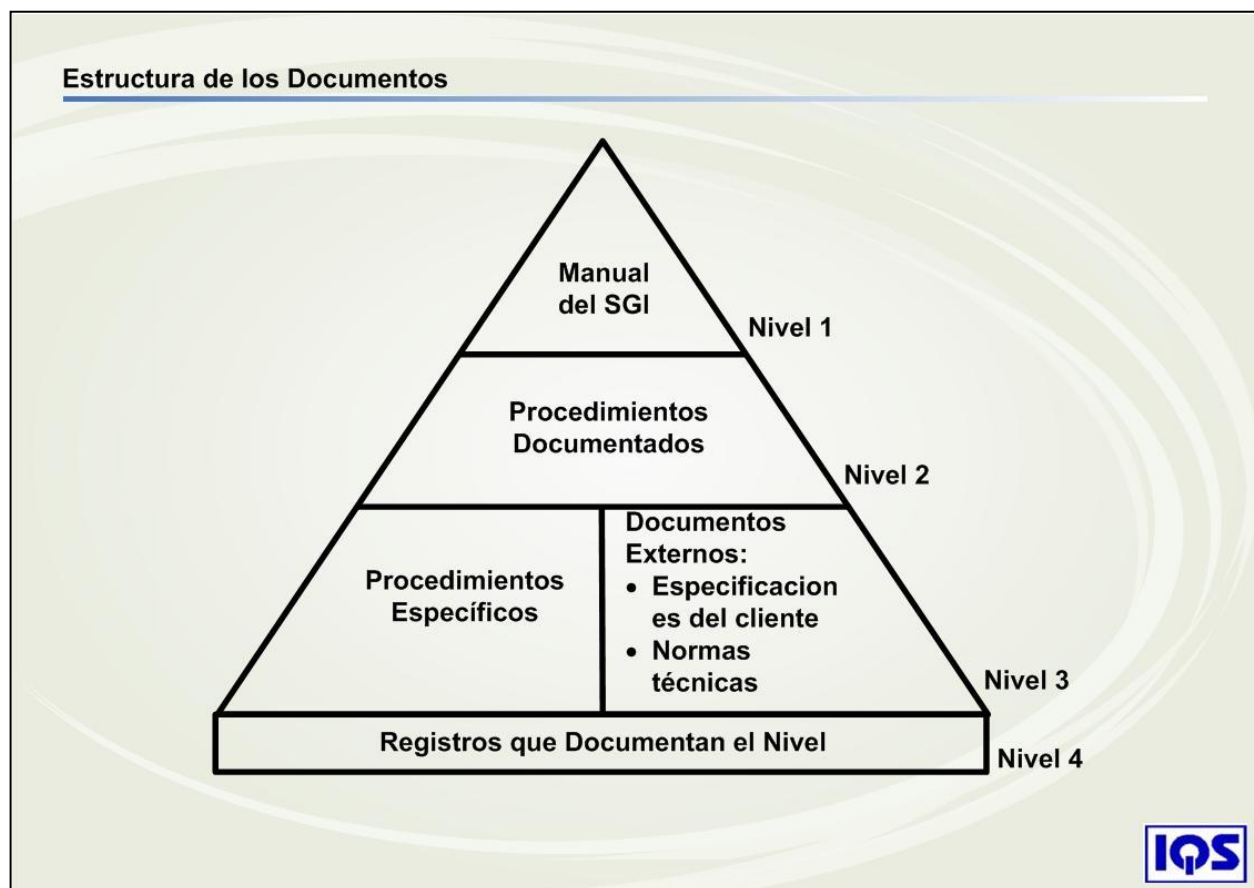 Estructura de los Documentos
Manual
del SGI
Nivel 1
Procedimientos
Documentados
Nivel 2
Procedimientos
Específicos
Documentos
Externos:
• Especificacion
es del cliente
• Normas
técnicas
Nivel 3
Registros que Documentan el Nivel
Nivel 4
IQS